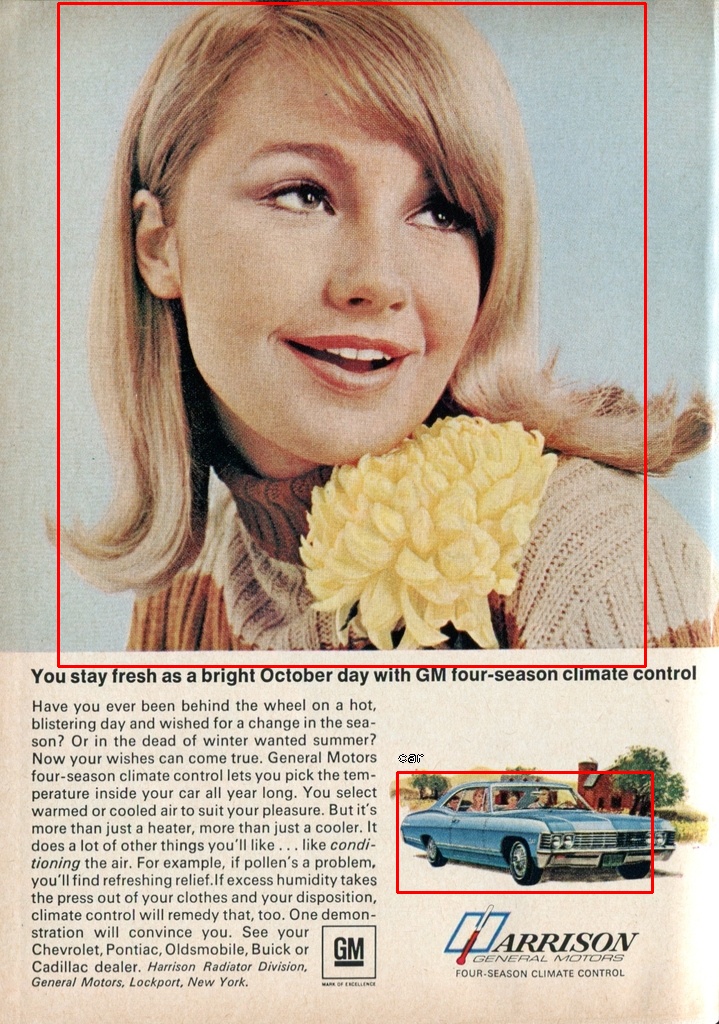 You stay fresh as a bright October day with GM four-season climate control
Have you ever been behind the wheel on a hot,
blistering day and wished for a change in the sea-
son? Or in the dead of winter wanted summer?
Now your wishes can come true. General Motors
four-season climate control lets you pick the tem-
perature inside your car all year long. You select
warmed or cooled air to suit your pleasure. But it's
more than just a heater, more than just a cooler. It
does a lot of other things you'll like . . . like condi-
tioning the air. For example, if pollen's a problem,
you'll find refreshing relief. If excess humidity takes
the press out of your clothes and your disposition,
climate control will remedy that, too. One demon-
stration will convince you. See your
Chevrolet, Pontiac, Oldsmobile, Buick or
Cadillac dealer. Harrison Radiator Division,
General Motors, Lockport, New York.
GM
MARK OF EXCELLENCE
car
HARRISON
GENERAL MOTORS
FOUR-SEASON CLIMATE CONTROL